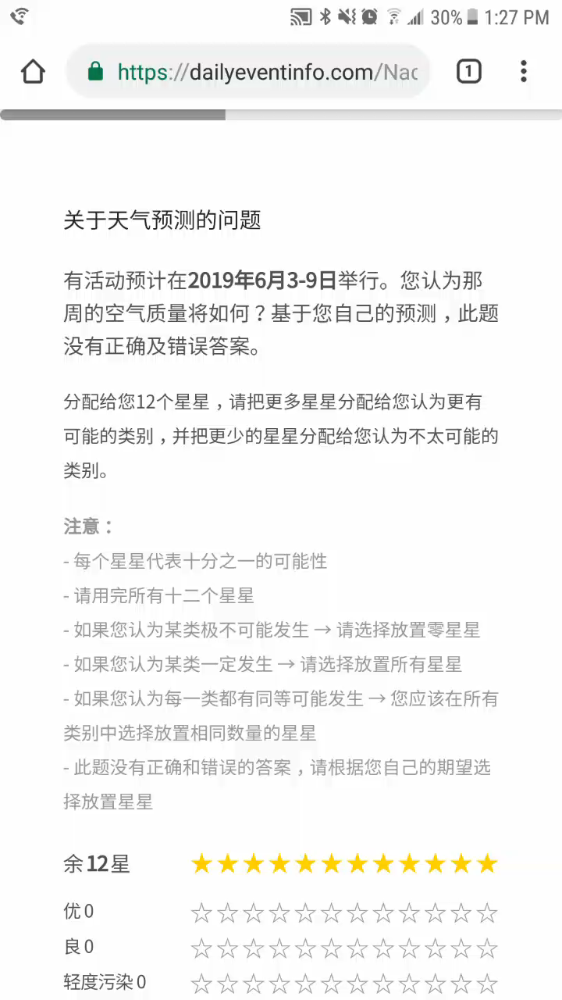 30% 1:27 PM
https://dailyeventinfo.com/Nac
1
关于天气预测的问题
有活动预计在2019年6月3-9日举行。您认为那
周的空气质量将如何？基于您自己的预测，此题
没有正确及错误答案。
分配给您12个星星，请把更多星星分配给您认为更有
可能的类别，并把更少的星星分配给您认为不太可能的
类别。
注意：
- 每个星星代表十分之一的可能性
- 请用完所有十二个星星
- 如果您认为某类极不可能发生 → 请选择放置零星星
- 如果您认为某类一定发生 → 请选择放置所有星星
- 如果您认为每一类都有同等可能发生 → 您应该在所有
类别中选择放置相同数量的星星
- 此题没有正确和错误的答案，请根据您自己的期望选
择放置星星
余 12 星
优 0
良 0
轻度污染 0